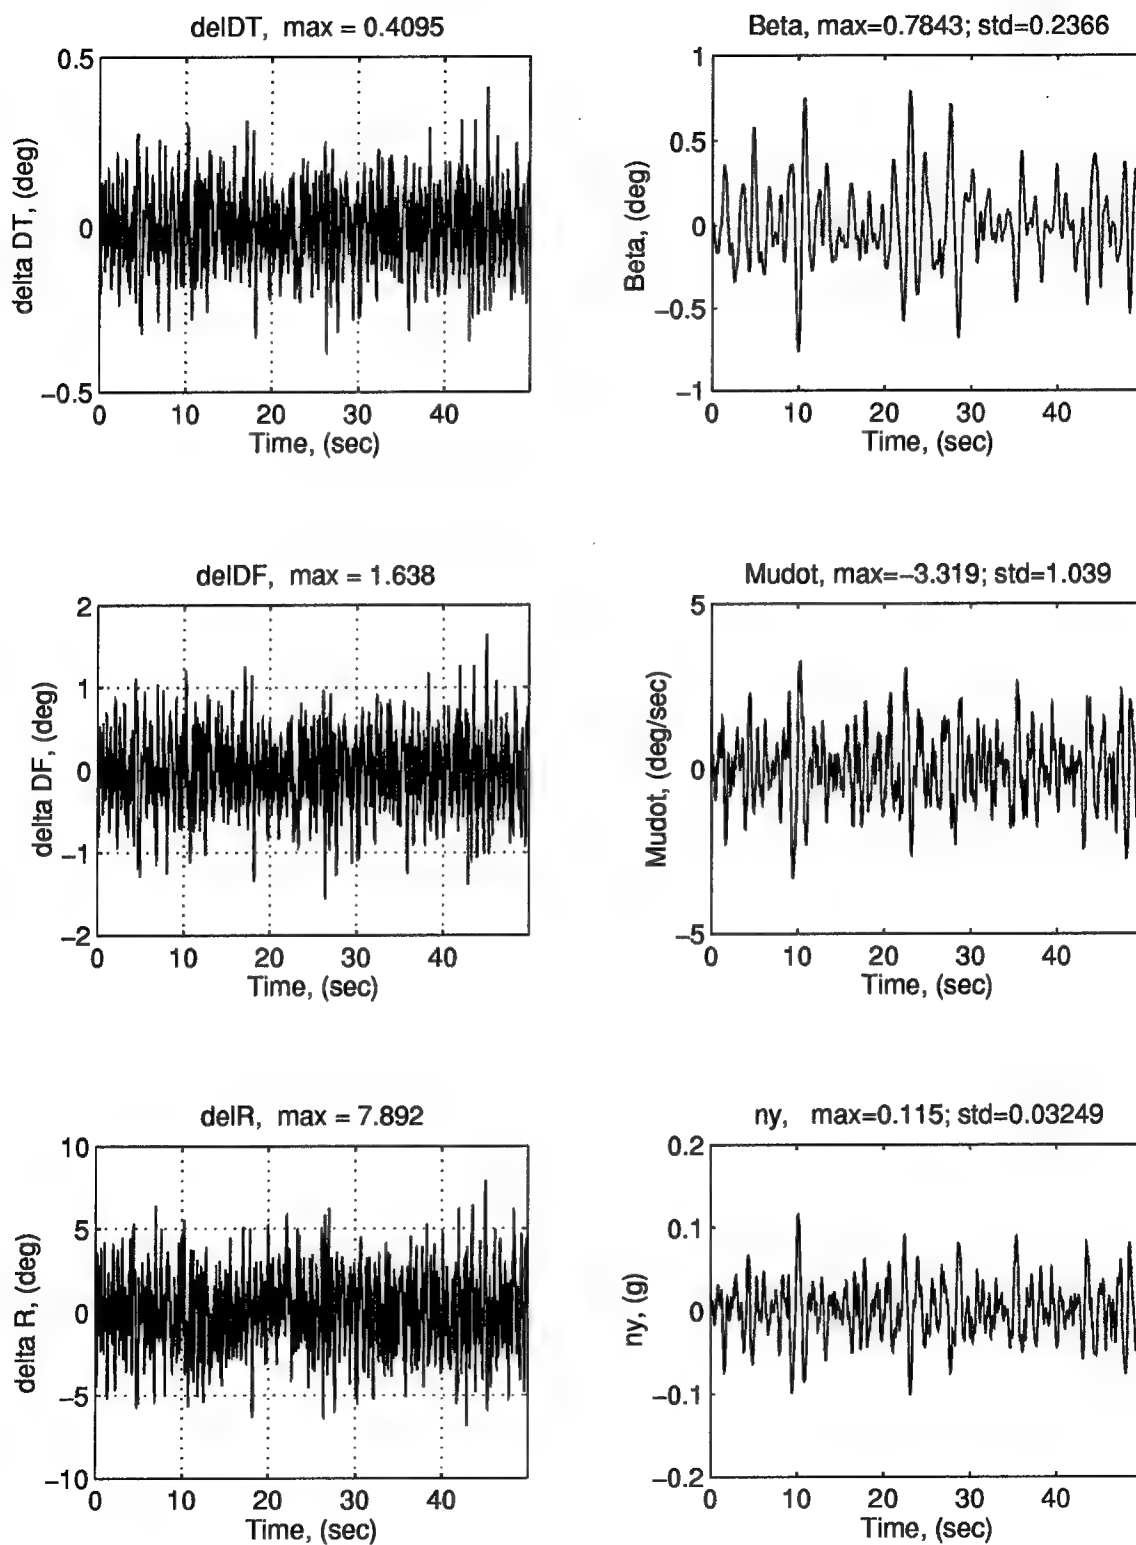 delDT, max = 0.4095
0.5
0
−0.5
delta DT, (deg)
0 10 20 30 40
Time, (sec)
Beta, max=0.7843; std=0.2366
1
0.5
0
−0.5
−1
Beta, (deg)
0 10 20 30 40
Time, (sec)
delDF, max = 1.638
2
1
0
−1
−2
delta DF, (deg)
0 10 20 30 40
Time, (sec)
Mudot, max=−3.319; std=1.039
5
0
−5
Mudot, (deg/sec)
0 10 20 30 40
Time, (sec)
delR, max = 7.892
10
5
0
−5
−10
delta R, (deg)
0 10 20 30 40
Time, (sec)
ny, max=0.115; std=0.03249
0.2
0.1
0
−0.1
−0.2
ny, (g)
0 10 20 30 40
Time, (sec)